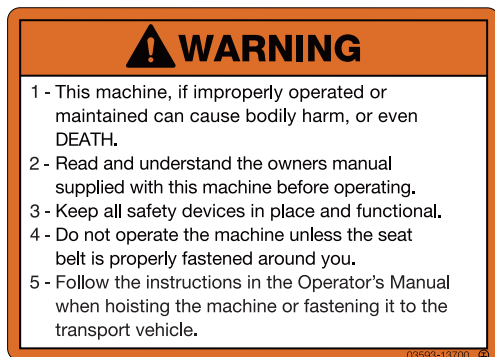 WARNING
1 - This machine, if improperly operated or
maintained can cause bodily harm, or even
DEATH.
2 - Read and understand the owners manual
supplied with this machine before operating.
3 - Keep all safety devices in place and functional.
4 - Do not operate the machine unless the seat
belt is properly fastened around you.
5 - Follow the instructions in the Operator's Manual
when hoisting the machine or fastening it to the
transport vehicle.
03593-13700